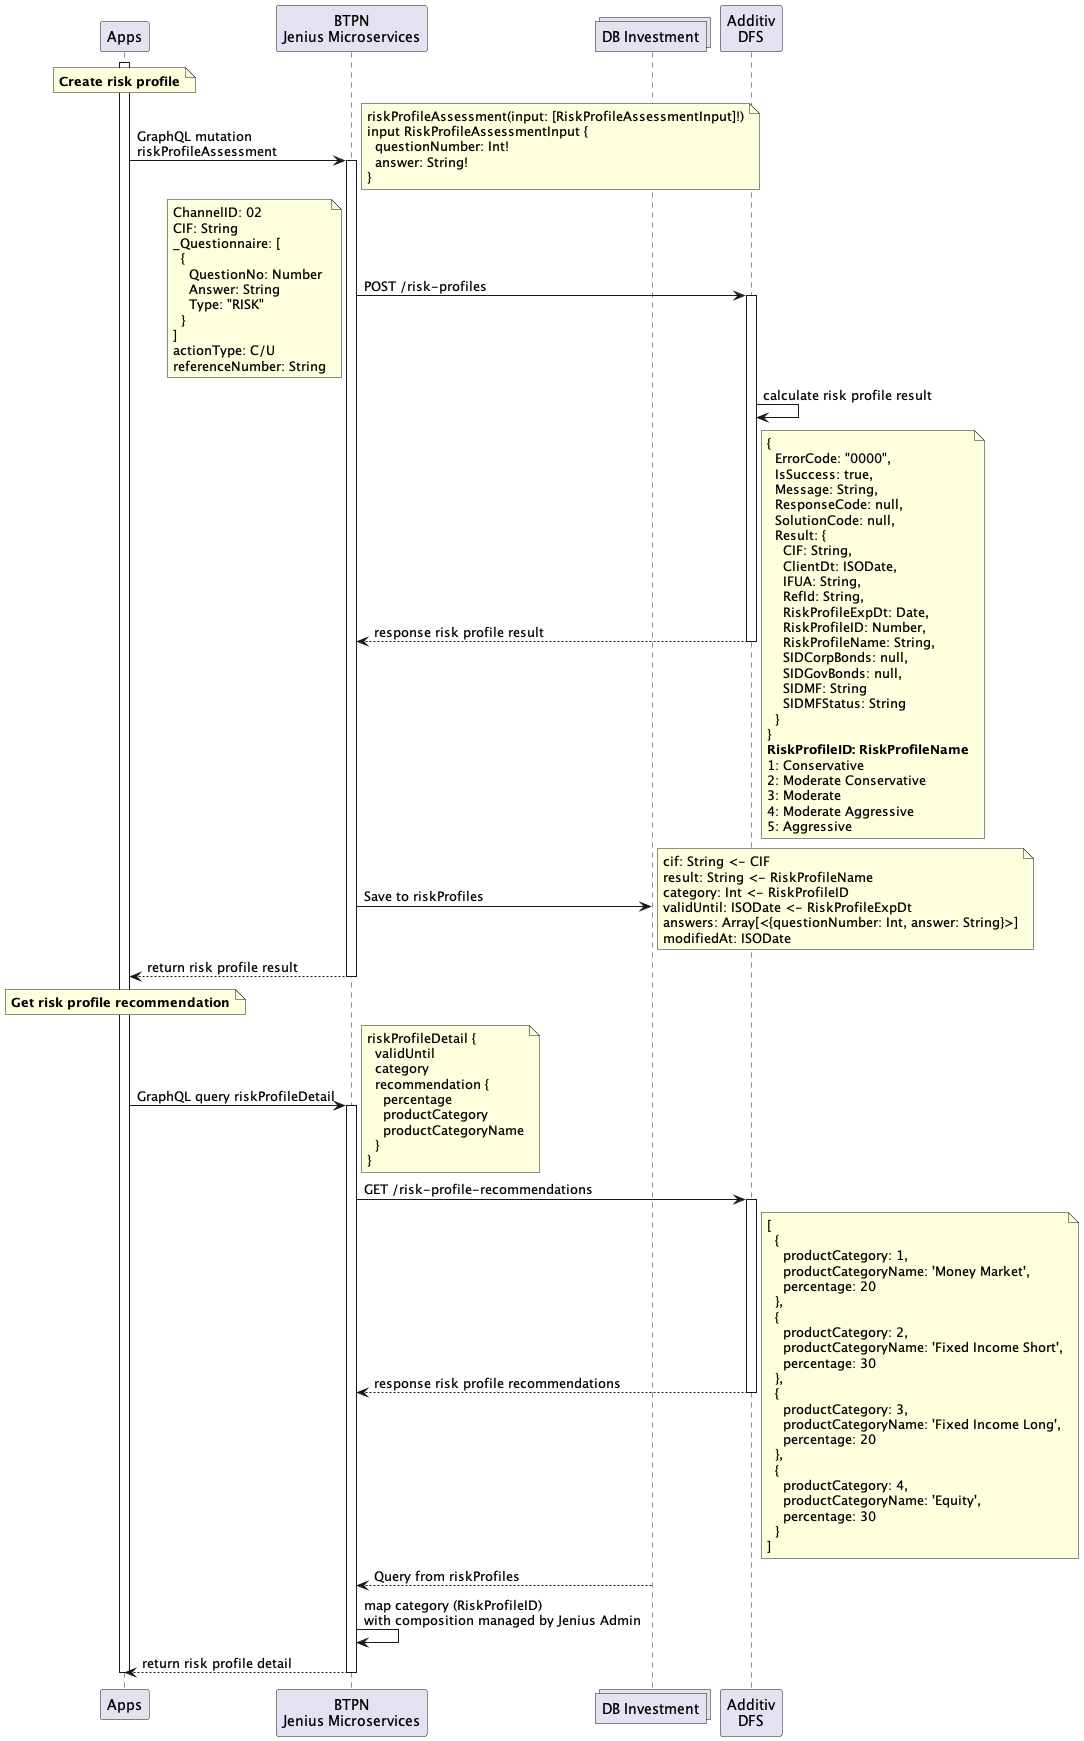 Apps
BTPN
Jenius Microservices
DB Investment
Additiv
DFS
Create risk profile
GraphQL mutation
riskProfileAssessment
riskProfileAssessment(input: [RiskProfileAssessmentInput]!)
input RiskProfileAssessmentInput {
questionNumber: Int!
answer: String!
}
ChannelID: 02
CIF: String
_Questionnaire: [
{
QuestionNo: Number
Answer: String
Type: "RISK"
}
]
actionType: C/U
referenceNumber: String
POST /risk-profiles
calculate risk profile result
{
ErrorCode: "0000",
IsSuccess: true,
Message: String,
ResponseCode: null,
SolutionCode: null,
Result: {
CIF: String,
ClientDt: ISODate,
IFUA: String,
RefId: String,
RiskProfileExpDt: Date,
RiskProfileID: Number,
RiskProfileName: String,
SIDCorpBonds: null,
SIDGovBonds: null,
SIDMF: String
SIDMFStatus: String
}
}
RiskProfileID: RiskProfileName
1: Conservative
2: Moderate Conservative
3: Moderate
4: Moderate Aggressive
5: Aggressive
response risk profile result
Save to riskProfiles
cif: String <- CIF
result: String <- RiskProfileName
category: Int <- RiskProfileID
validUntil: ISODate <- RiskProfileExpDt
answers: Array[<{questionNumber: Int, answer: String}>]
modifiedAt: ISODate
return risk profile result
Get risk profile recommendation
GraphQL query riskProfileDetail
riskProfileDetail {
validUntil
category
recommendation {
percentage
productCategory
productCategoryName
}
}
GET /risk-profile-recommendations
[
{
productCategory: 1,
productCategoryName: 'Money Market',
percentage: 20
},
{
productCategory: 2,
productCategoryName: 'Fixed Income Short',
percentage: 30
},
{
productCategory: 3,
productCategoryName: 'Fixed Income Long',
percentage: 20
},
{
productCategory: 4,
productCategoryName: 'Equity',
percentage: 30
}
]
response risk profile recommendations
Query from riskProfiles
map category (RiskProfileID)
with composition managed by Jenius Admin
return risk profile detail
Apps
BTPN
Jenius Microservices
DB Investment
Additiv
DFS